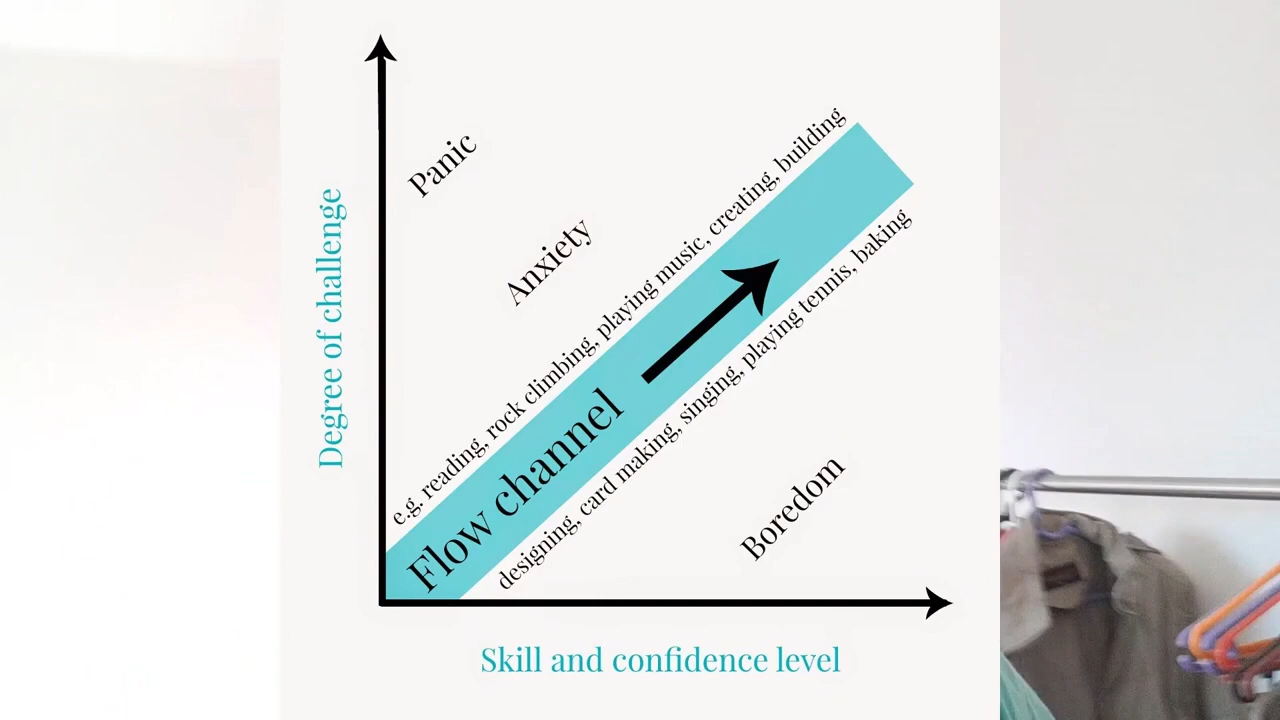 Panic
Anxiety
Degree of challenge
e.g. reading, rock climbing, playing music, creating, building
Flow channel
designing, card making, singing, playing tennis, baking
Boredom
Skill and confidence level